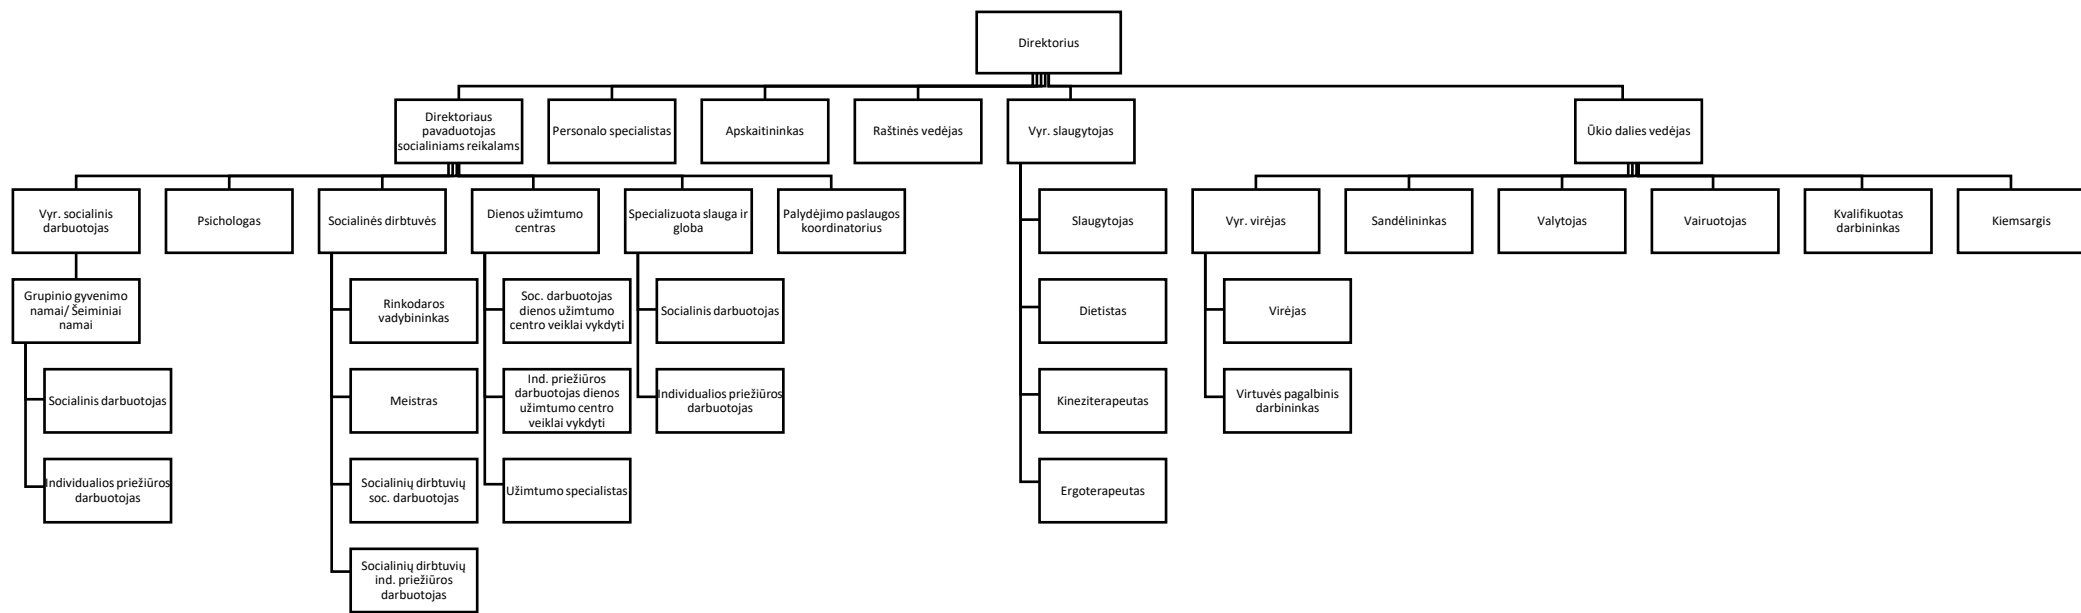 Direktorius
Direktoriaus
pavaduotojas
socialiniams reikalams
Personalo specialistas
Apskaitininkas
Raštinės vedėjas
Vyr. slaugytojas
Ūkio dalies vedėjas
Vyr. socialinis
darbuotojas
Psichologas
Socialinės dirbtuvės
Dienos užimtumo
centras
Specializuota slauga ir
globa
Palydėjimo paslaugos
koordinatorius
Slaugytojas
Vyr. virėjas
Sandėlininkas
Valytojas
Vairuotojas
Kvalifikuotas
darbininkas
Kiemsargis
Grupinio gyvenimo
namai/ Šeiminiai
namai
Rinkodaros
vadybininkas
Soc. darbuotojas
dienos užimtumo
centro veiklai vykdyti
Socialinis darbuotojas
Dietistas
Virėjas
Socialinis darbuotojas
Meistras
Ind. priežiūros
darbuotojas dienos
užimtumo centro
veiklai vykdyti
Individualios priežiūros
darbuotojas
Kineziterapeutas
Virtuvės pagalbinis
darbininkas
Individualios priežiūros
darbuotojas
Socialinių dirbtuvių
soc. darbuotojas
Užimtumo specialistas
Ergoterapeutas
Socialinių dirbtuvių
ind. priežiūros
darbuotojas